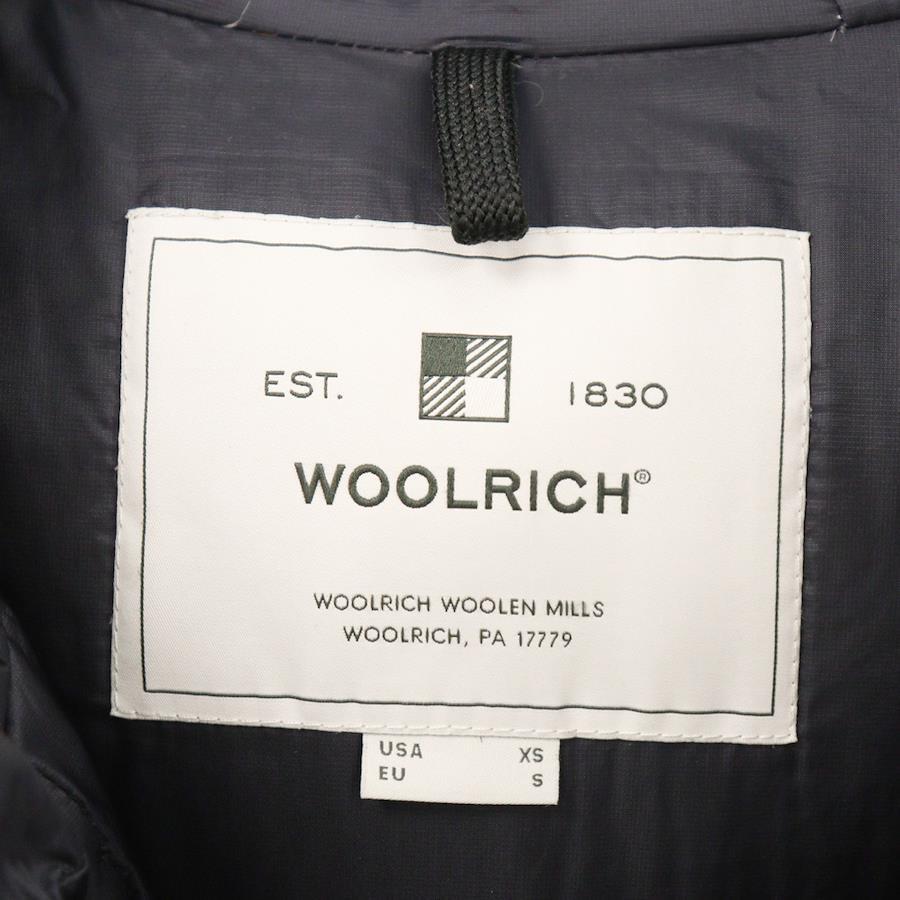 EST. 1830
WOOLRICH®
WOOLRICH WOOLEN MILLS
WOOLRICH, PA 17779
USA XS
EU S